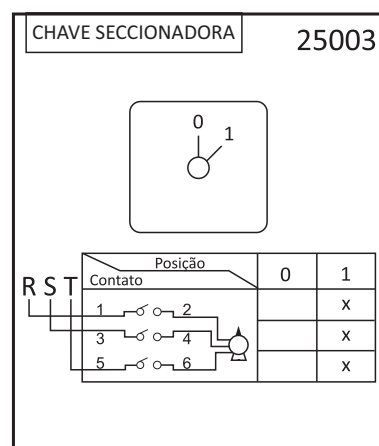 CHAVE SECCIONADORA
25003
0
1
Posição
Contato
0 1
R S T
1 2 x
3 4 x
5 6 x